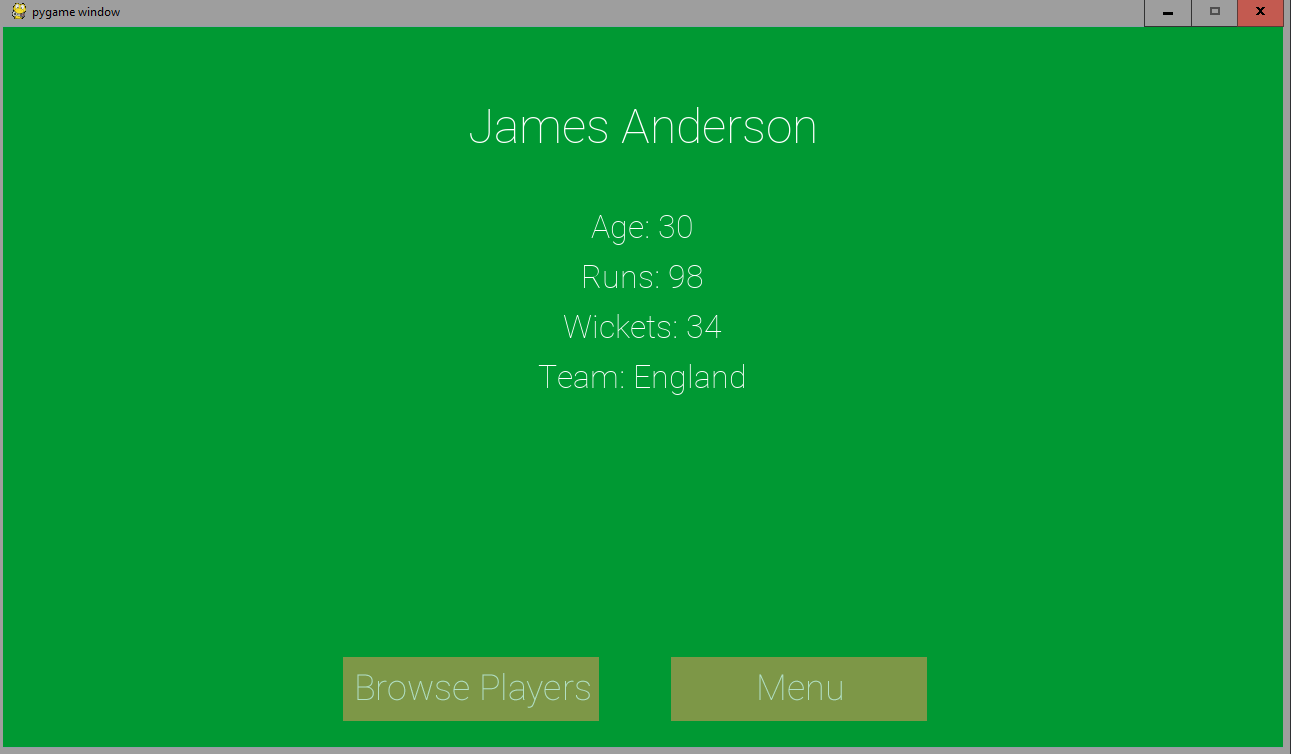 pygame window
James Anderson
Age: 30
Runs: 98
Wickets: 34
Team: England
Browse Players
Menu